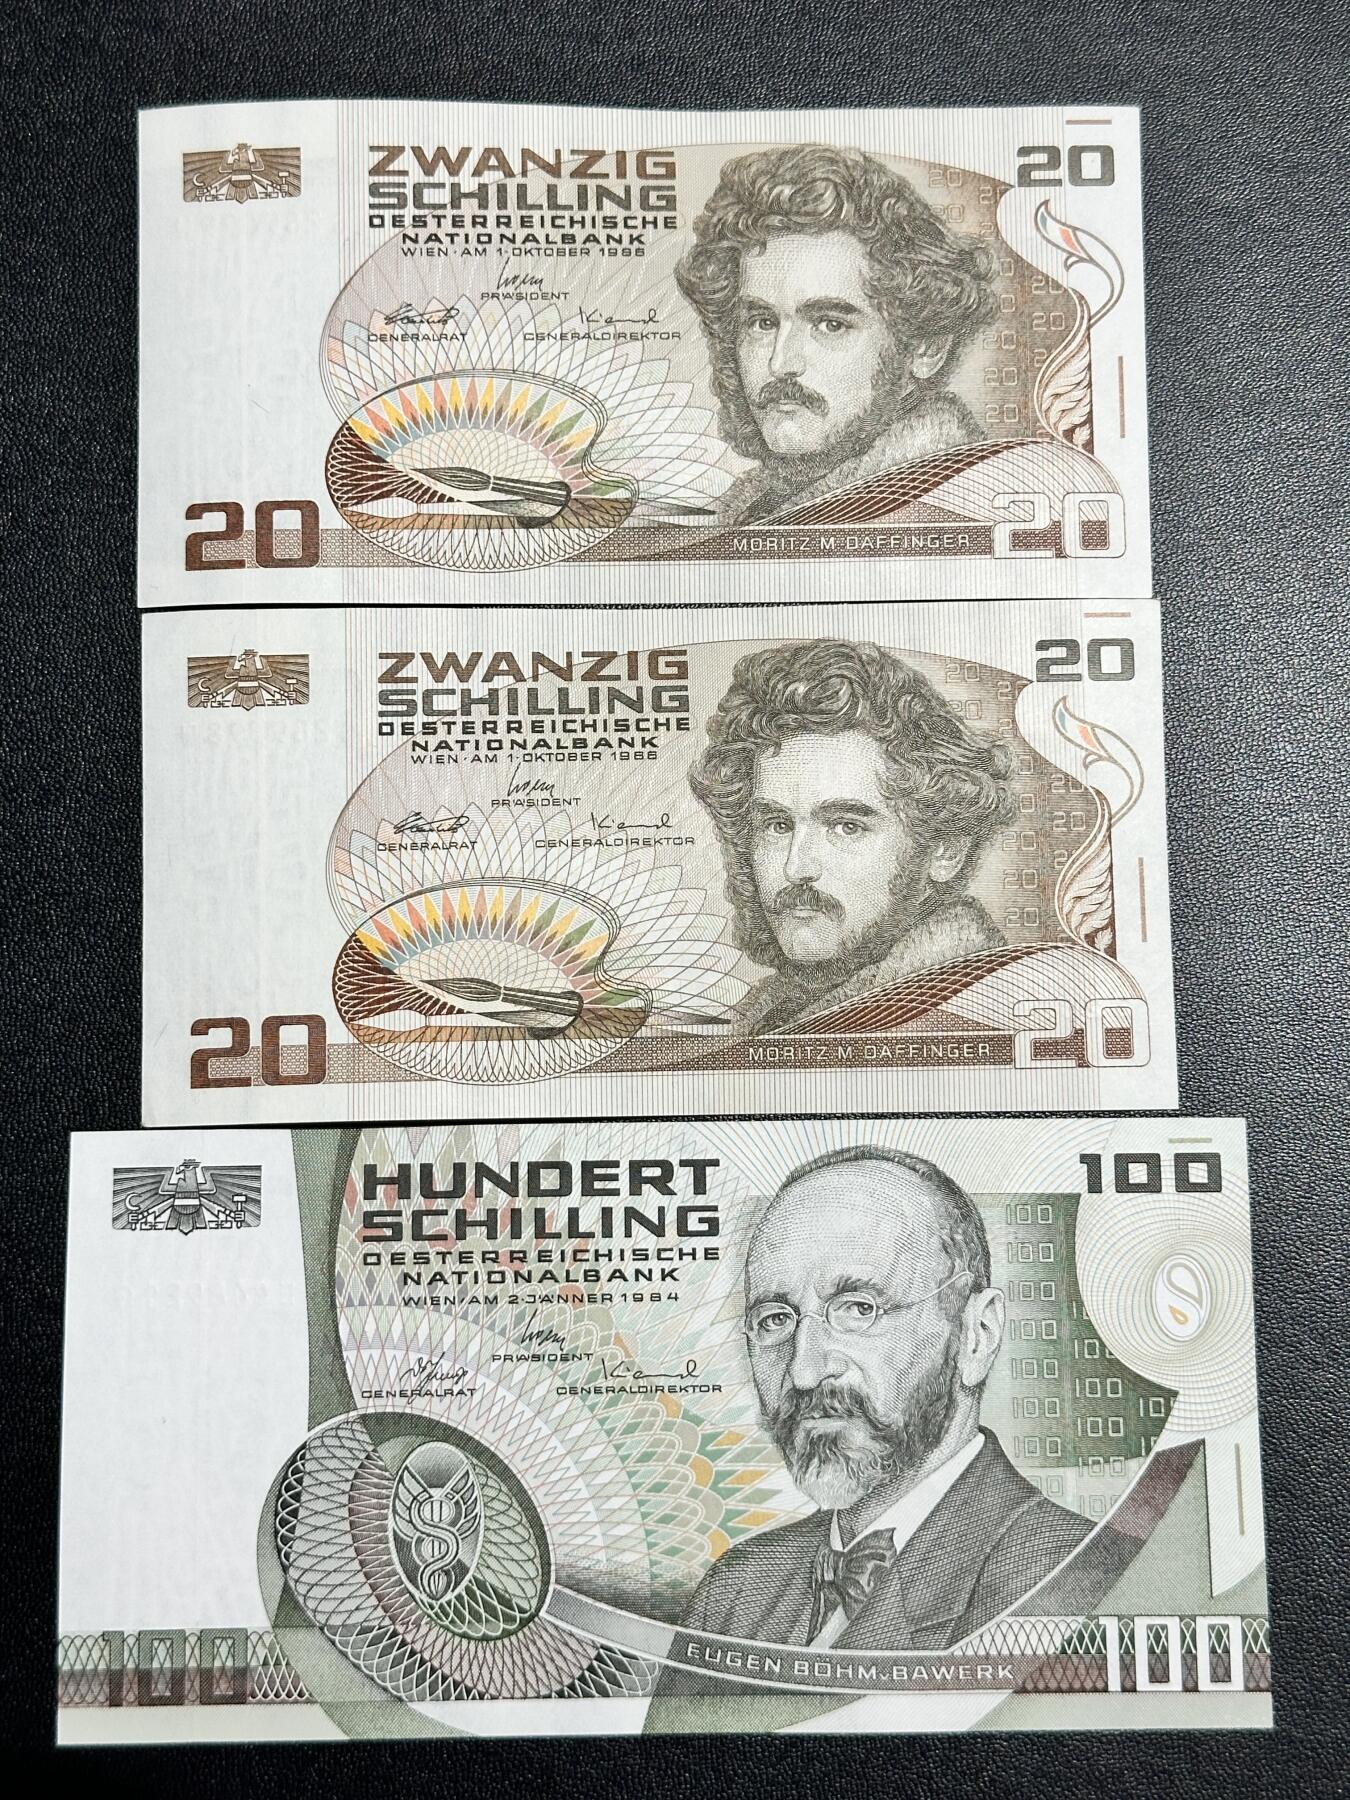 ZWANZIG
SCHILLING
OESTERREICHISCHE
NATIONALBANK
WIEN·AM 1·OKTOBER 1986
PRÄSIDENT
GENERALRAT
GENERALDIREKTOR
20
20
MORITZ M·DAFFINGER
20
ZWANZIG
SCHILLING
OESTERREICHISCHE
NATIONALBANK
WIEN·AM 1·OKTOBER 1986
PRÄSIDENT
GENERALRAT
GENERALDIREKTOR
20
20
MORITZ M·DAFFINGER
20
HUNDERT
SCHILLING
OESTERREICHISCHE
NATIONALBANK
WIEN·AM 2·JÄNNER 1984
PRÄSIDENT
GENERALRAT
GENERALDIREKTOR
100
EUGEN BÖHM v BAWERK
100
100